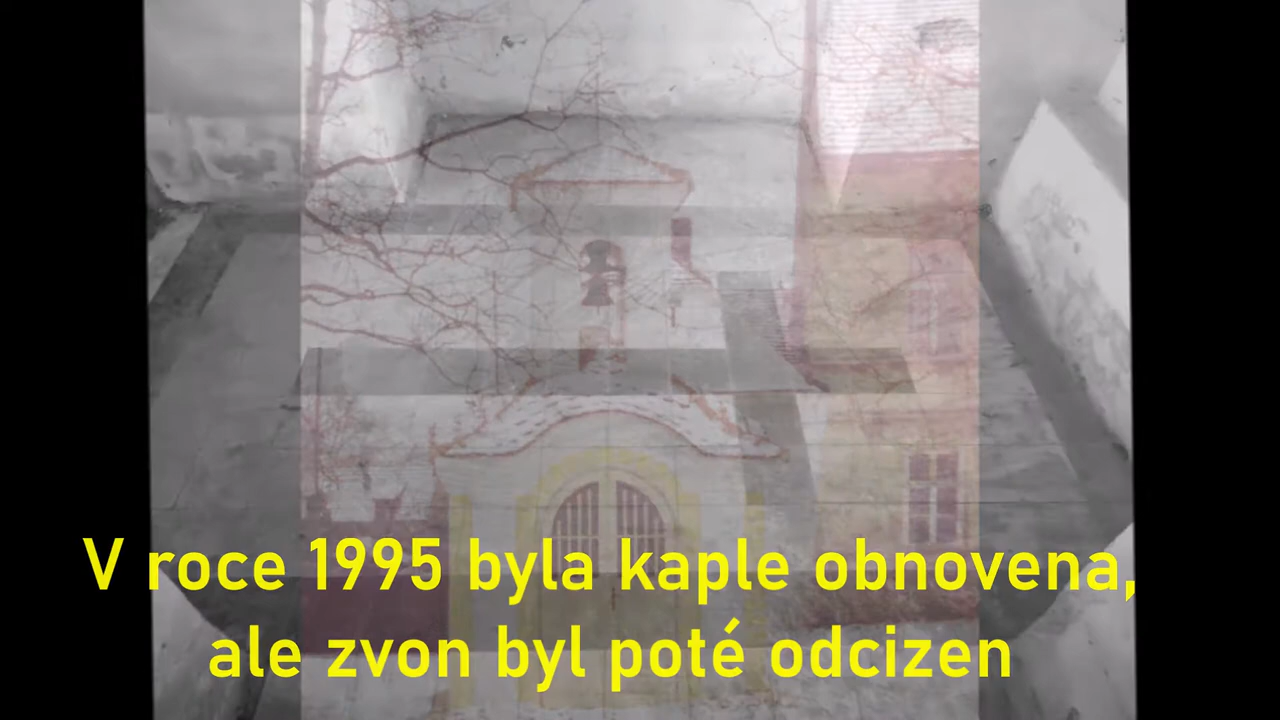 V roce 1995 byla kaple obnovena,
ale zvon byl poté odcizen